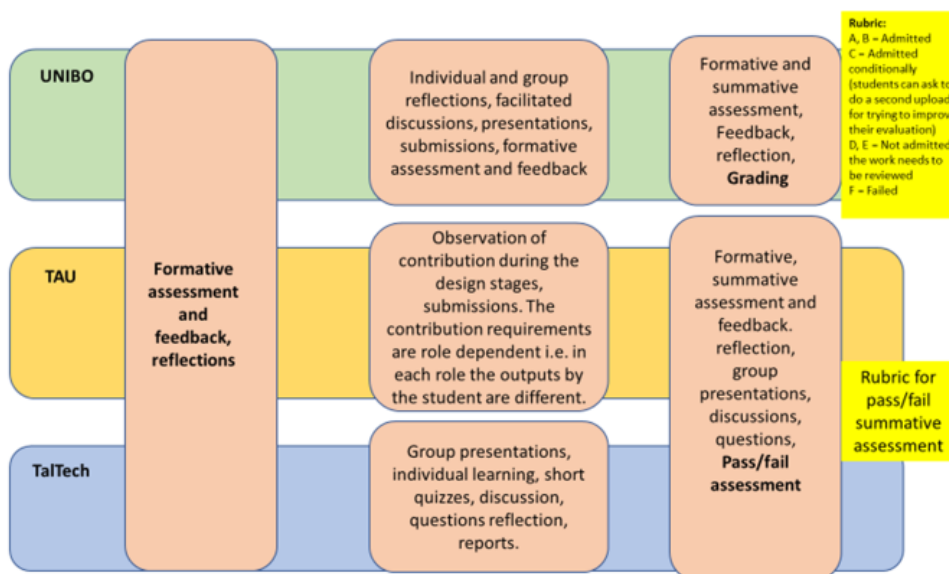 UNIBO
TAU
TalTech
Formative
assessment
and
feedback,
reflections
Individual and group
reflections, facilitated
discussions, presentations,
submissions, formative
assessment and feedback
Observation of
contribution during the
design stages,
submissions. The
contribution requirements
are role dependent i.e. in
each role the outputs by
the student are different.
Group presentations,
individual learning, short
quizzes, discussion,
questions reflection,
reports.
Formative and
summative
assessment,
Feedback,
reflection,
Grading
Formative,
summative
assessment and
feedback.
reflection,
group
presentations,
discussions,
questions,
Pass/fail
assessment
Rubric:
A, B = Admitted
C = Admitted
conditionally
(students can ask to
do a second upload
for trying to improv
their evaluation)
D, E = Not admitted
the work needs to
be reviewed
F = Failed
Rubric for
pass/fail
summative
assessment